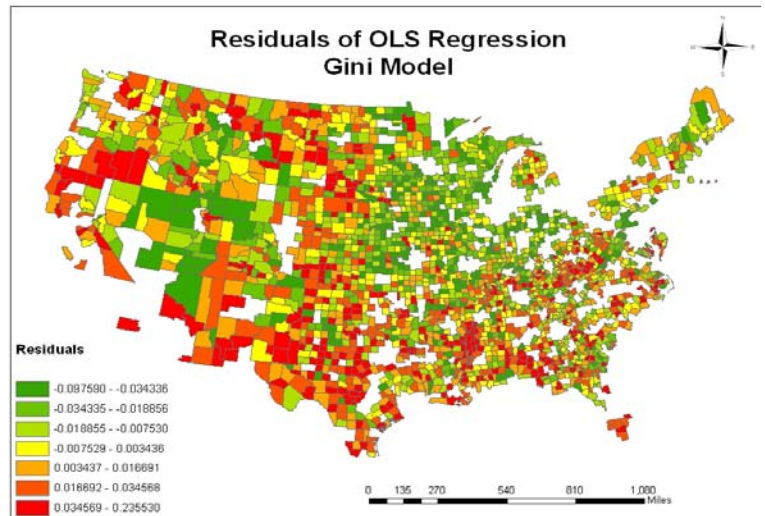 Residuals of OLS Regression
Gini Model
N
W
E
S
Residuals
-0.097590 - -0.034336
-0.034335 - -0.018856
-0.018855 - -0.007530
-0.007529 - 0.003436
0.003437 - 0.016691
0.016692 - 0.034568
0.034569 - 0.235530
0 135 270 540 810 1,080
Miles